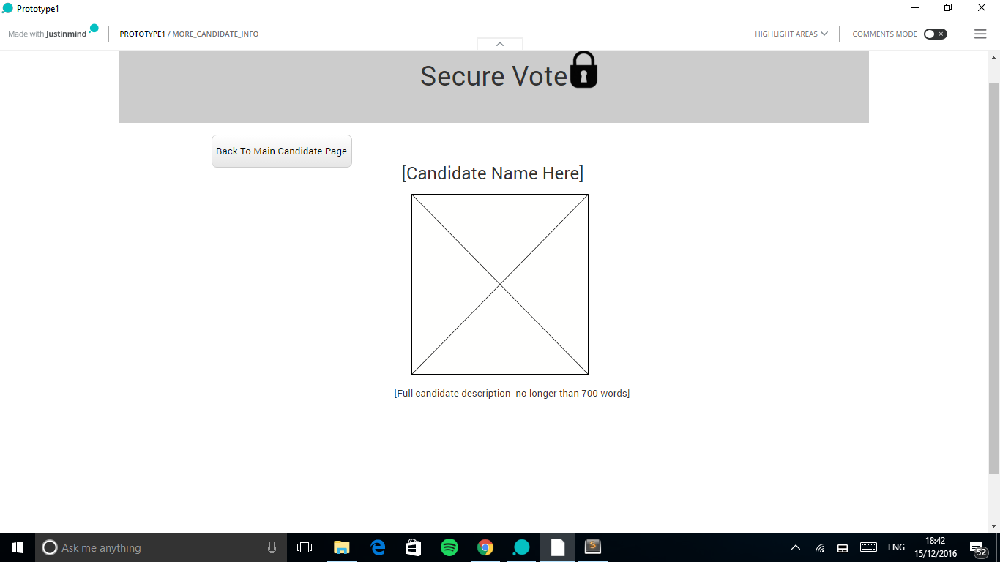 Prototype1
Made with Justinmind
PROTOTYPE1 / MORE_CANDIDATE_INFO
HIGHLIGHT AREAS
COMMENTS MODE
Secure Vote
Back To Main Candidate Page
[Candidate Name Here]
[Full candidate description- no longer than 700 words]
Ask me anything
S
ENG
18:42
15/12/2016
52